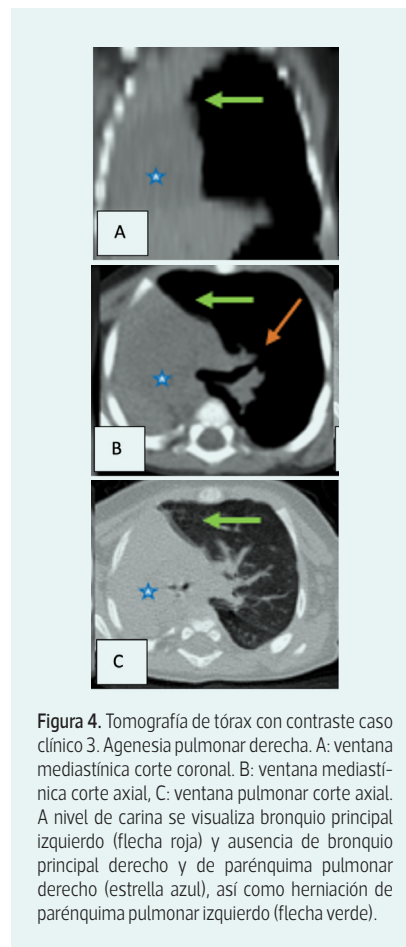 A
A
A
B
A
C
Figura 4. Tomografía de tórax con contraste caso
clínico 3. Agenesia pulmonar derecha. A: ventana
mediastínica corte coronal. B: ventana mediastí-
nica corte axial, C: ventana pulmonar corte axial.
A nivel de carina se visualiza bronquio principal
izquierdo (flecha roja) y ausencia de bronquio
principal derecho y de parénquima pulmonar
derecho (estrella azul), así como herniación de
parénquima pulmonar izquierdo (flecha verde).